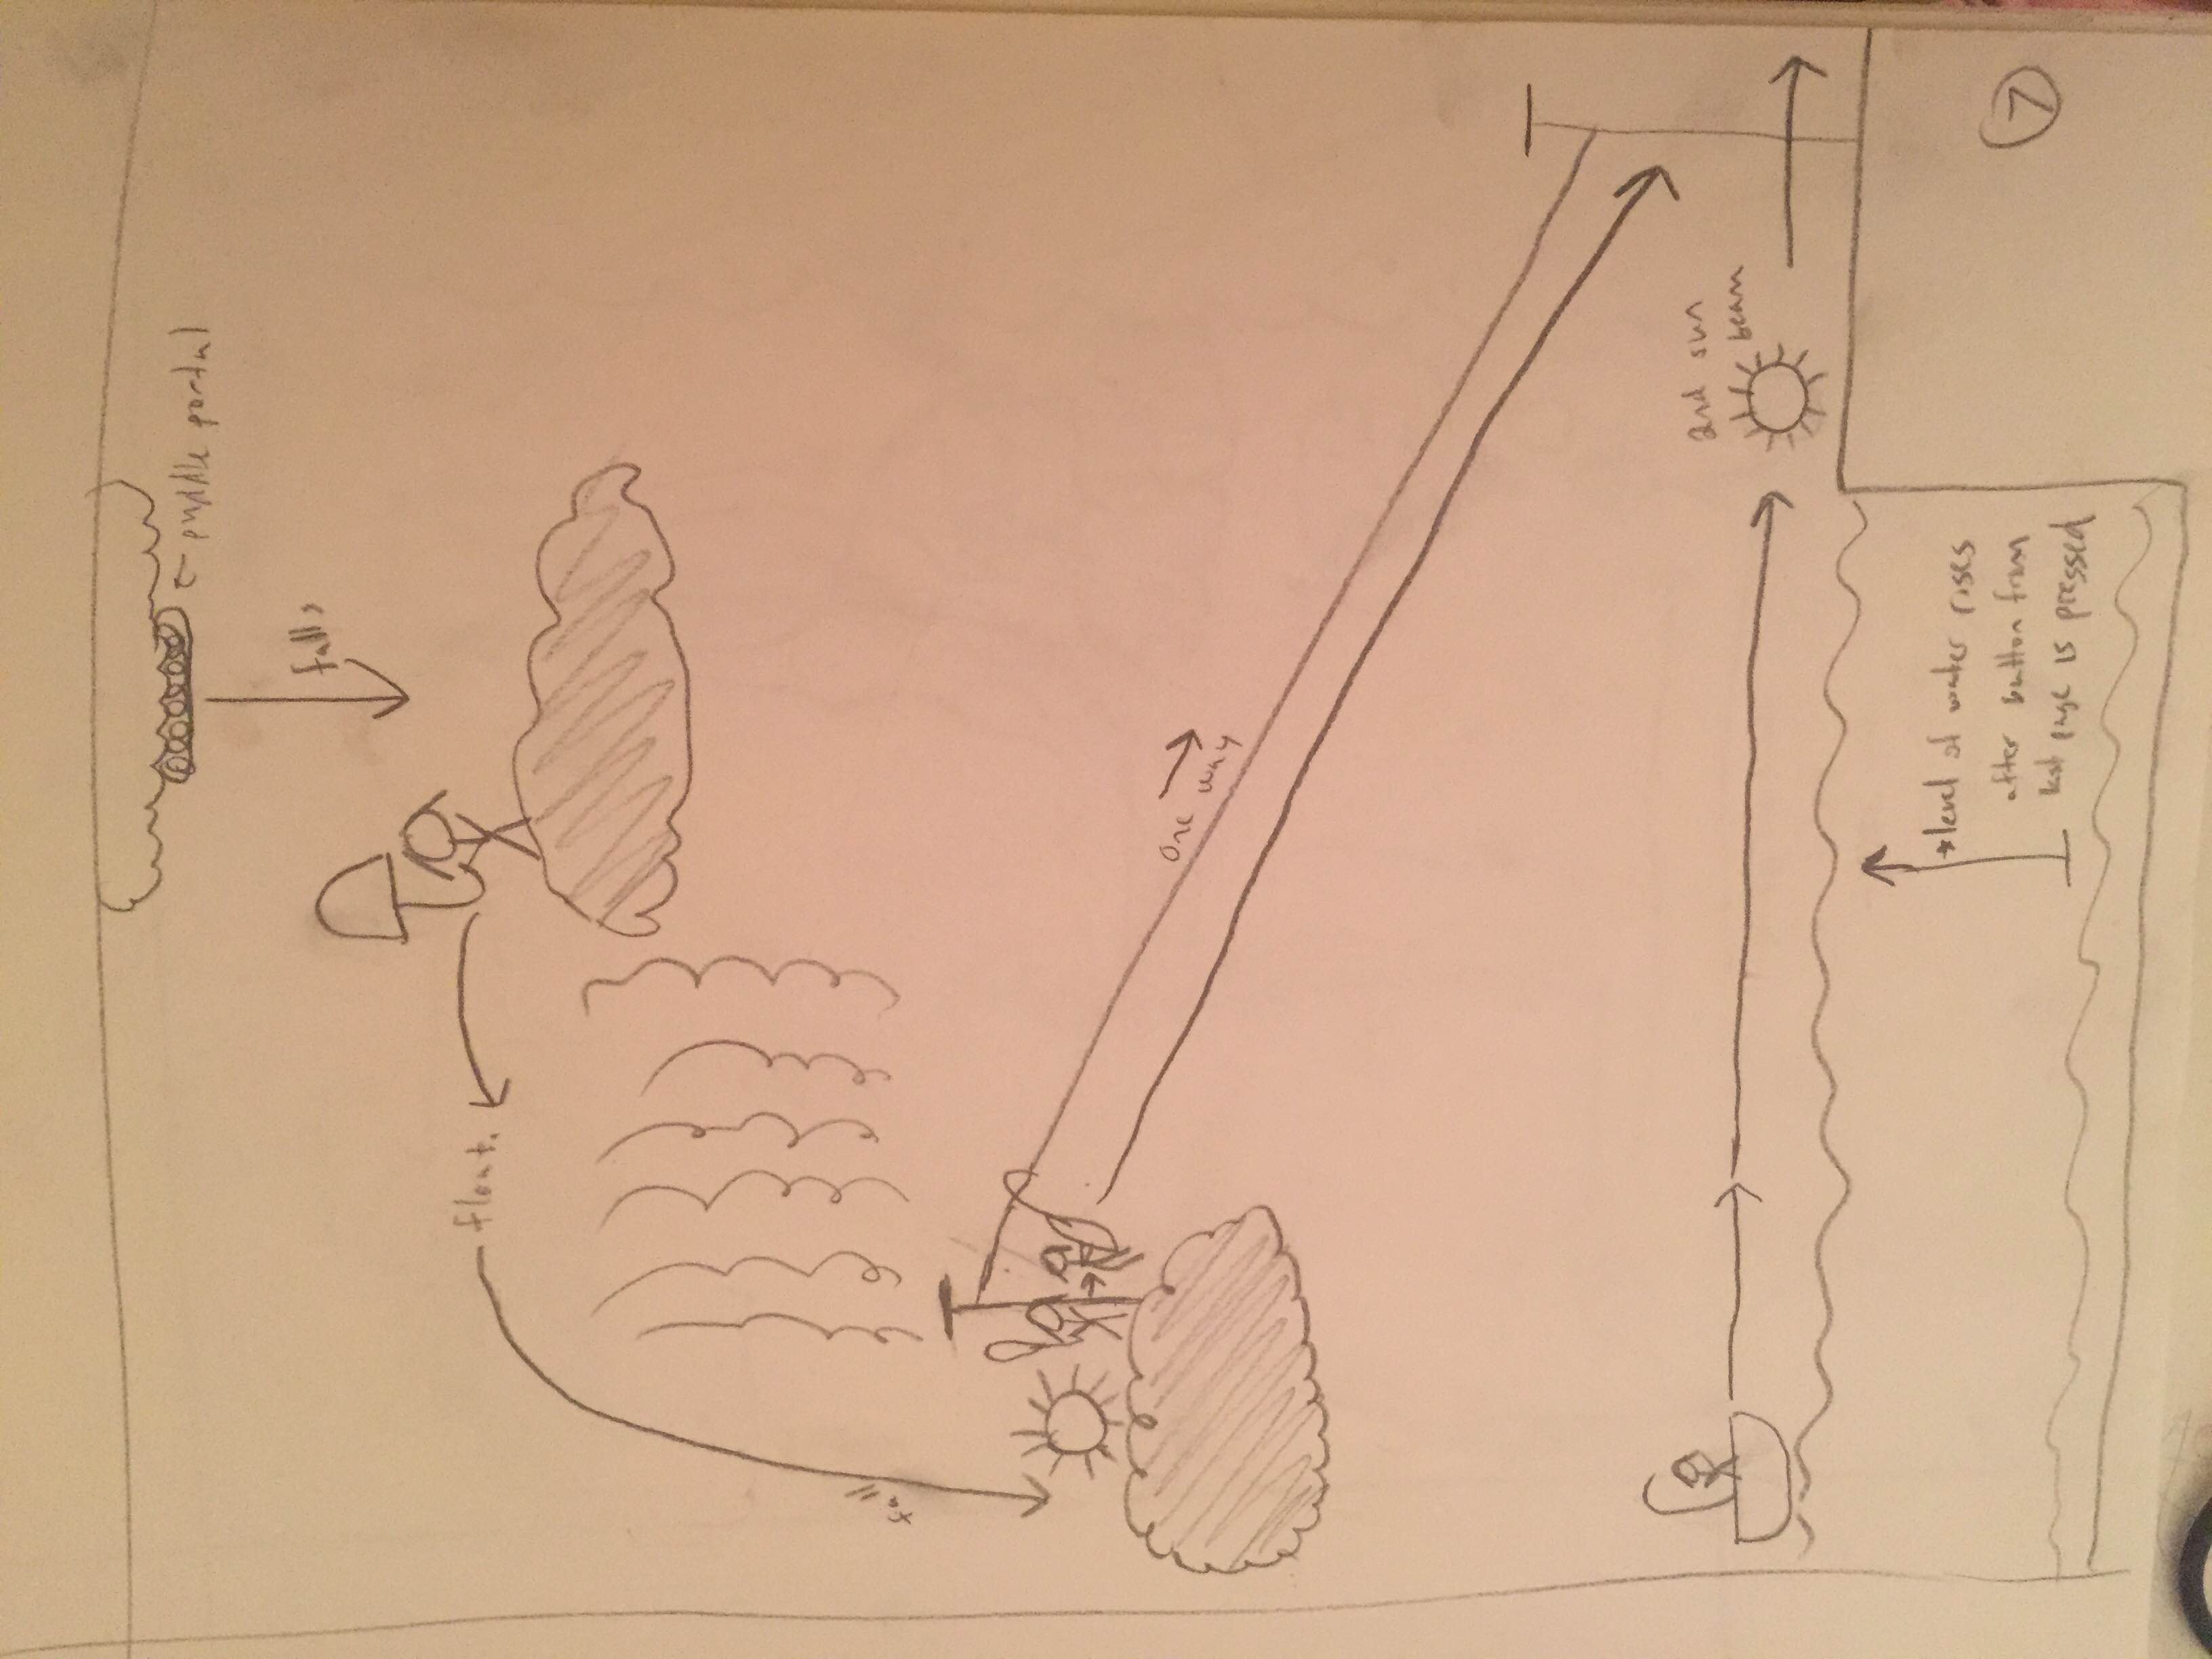 puddle portal
falls
float.
fall
one way
2nd sun
beam
*level of water rises
after button from
last page is pressed
7